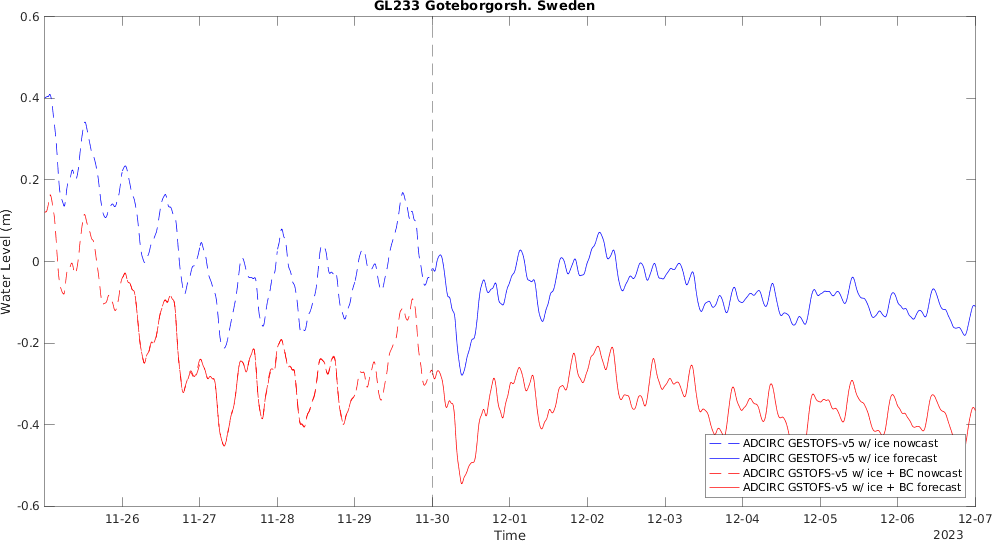 GL233 Goteborgorsh. Sweden
0.6
0.4
0.2
0
-0.2
-0.4
-0.6
Water Level (m)
ADCIRC GESTOFS-v5 w/ ice nowcast
ADCIRC GESTOFS-v5 w/ ice forecast
ADCIRC GSTOFS-v5 w/ ice + BC nowcast
ADCIRC GSTOFS-v5 w/ ice + BC forecast
11-26 11-27 11-28 11-29 11-30 12-01 12-02 12-03 12-04 12-05 12-06 12-07
Time
2023